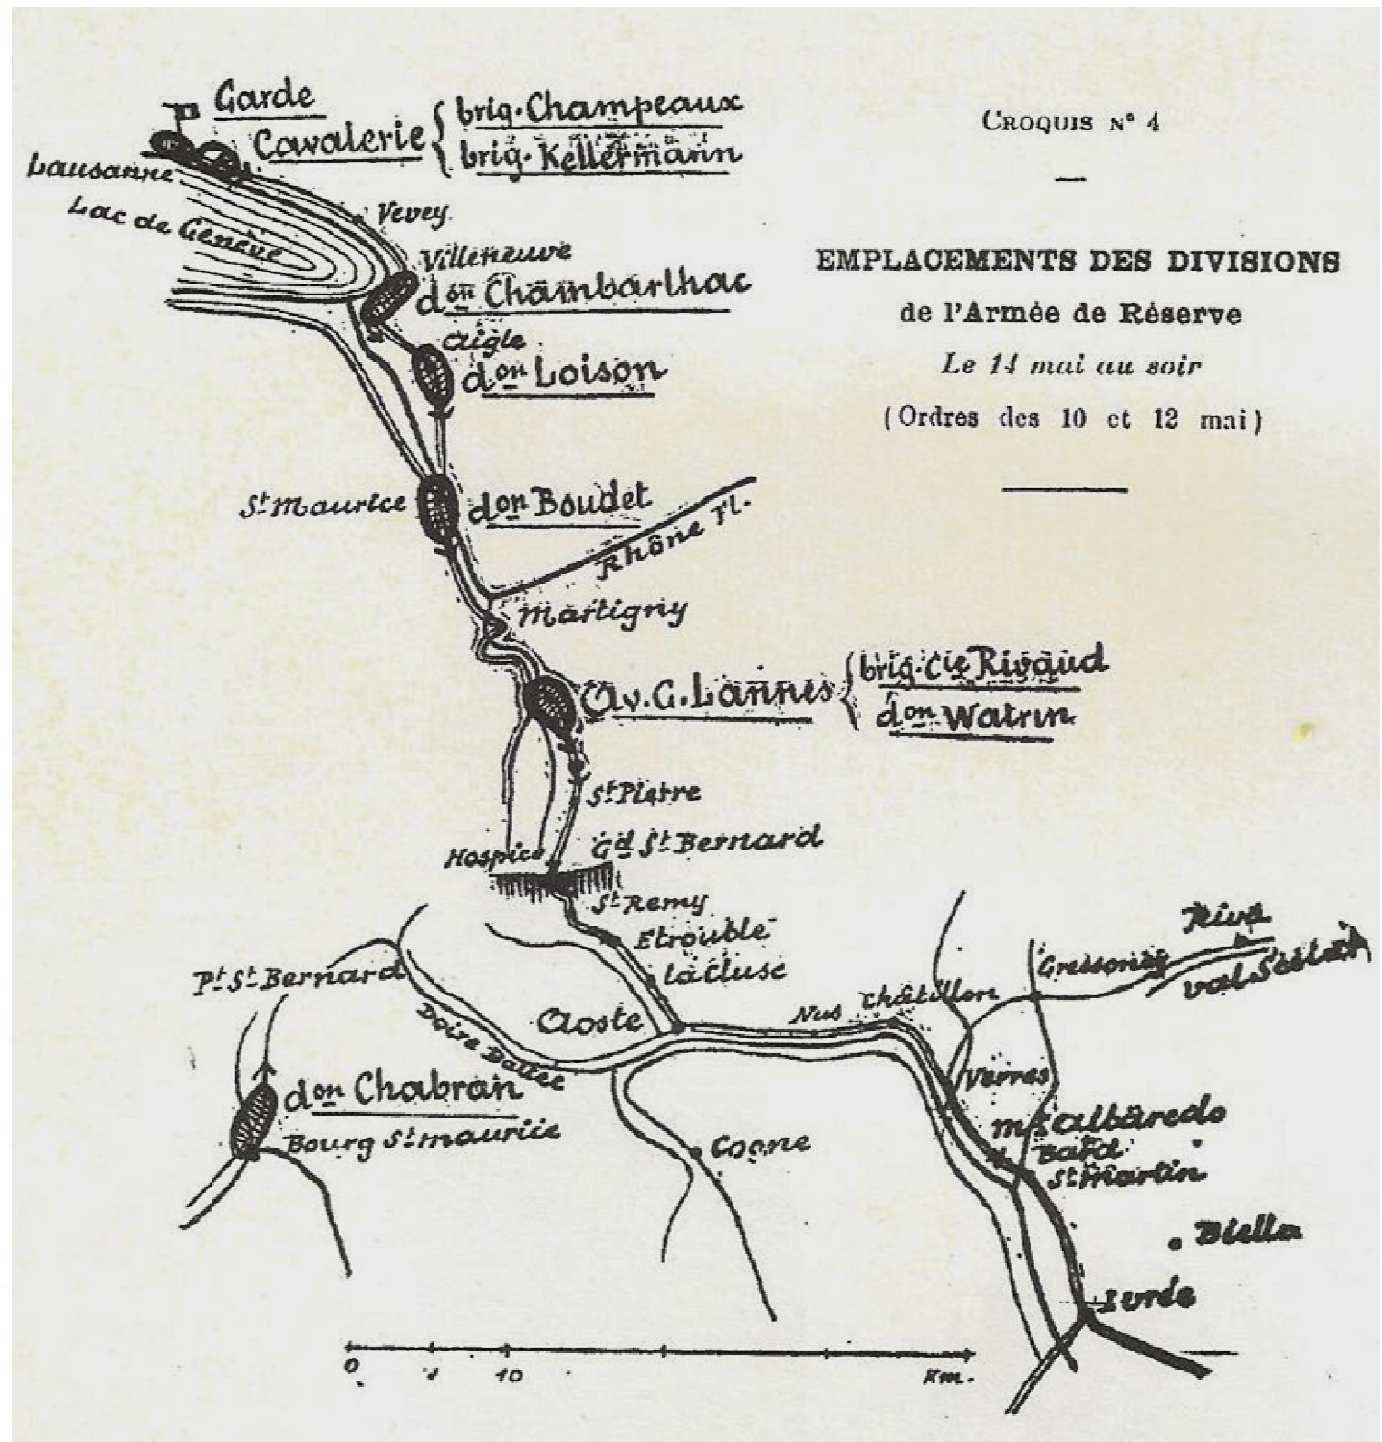 Garde
Cavalerie
brig. Champeaux
brig. Kellermann
Lausanne
Lac de Genève
Vevey
Villeneuve
don Chambarlhac
Aigle
don Loison
St Maurice
don Boudet
Rhône Fl.
Martigny
Av. G. Lannes
brig. Cie Rivaud
don Watrin
St Pierre
Hospice
Gd St Bernard
St Remy
Etrouble
la Cluse
Pt St Bernard
Doire Baltée
Aoste
Nus
Châtillon
Gressoney
Riva
val Sesia
Verres
don Chabran
Bourg St Maurice
Cogne
Mt Albaredo
Bard
St Martin
Biella
Ivrée
0
10
Km.
CROQUIS N° 4
EMPLACEMENTS DES DIVISIONS
de l'Armée de Réserve
Le 14 mai au soir
(Ordres des 10 et 12 mai)